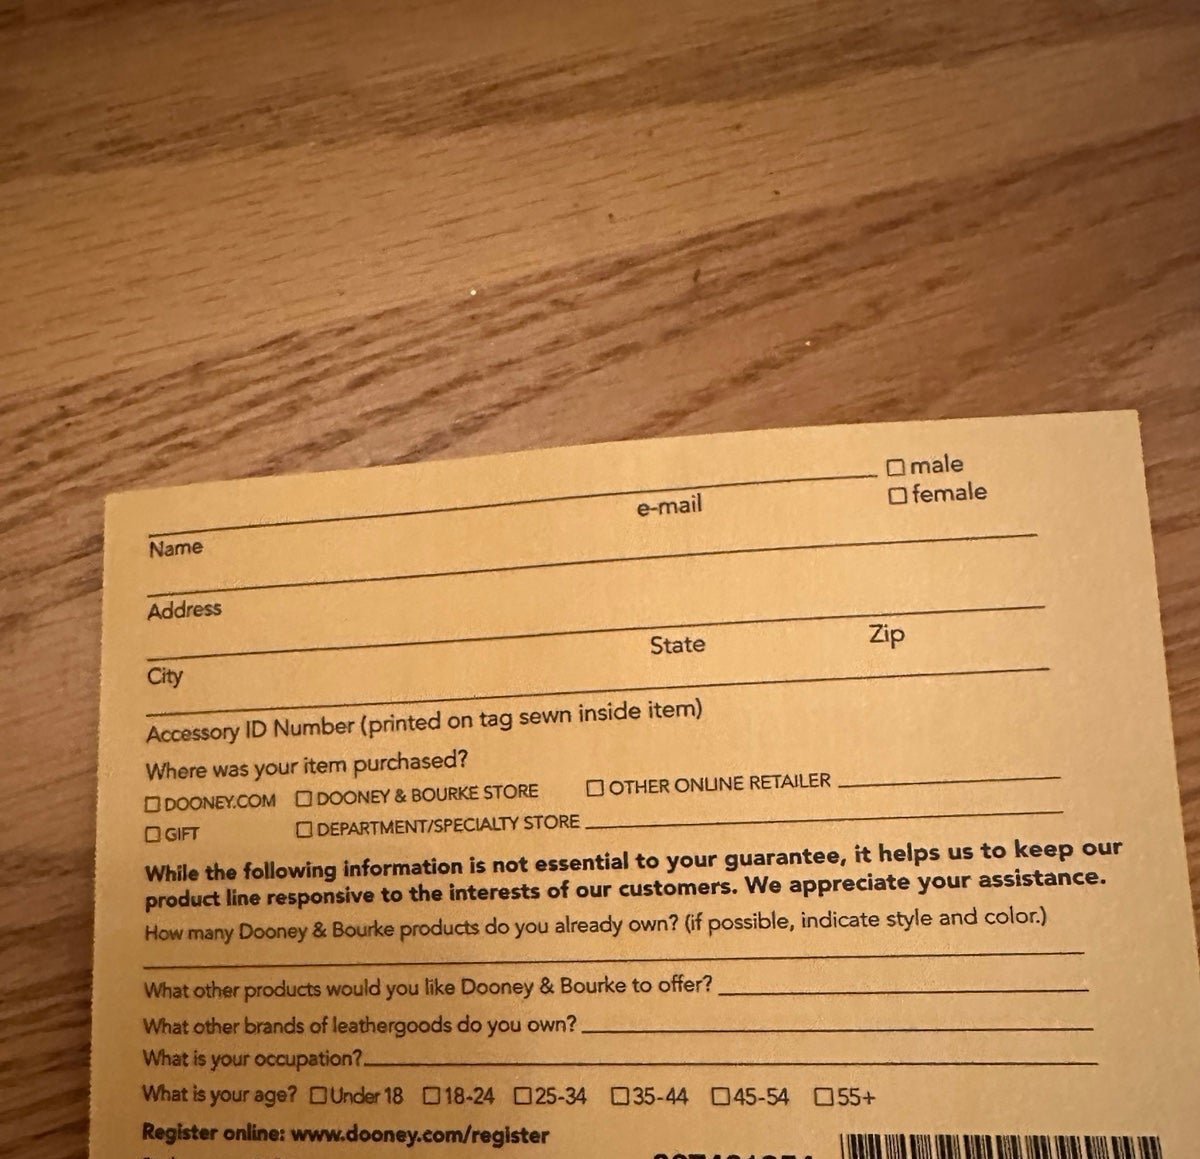 ☐ male
e-mail ☐ female
Name
Address
State Zip
City
Accessory ID Number (printed on tag sewn inside item)
Where was your item purchased?
☐ DOONEY.COM ☐ DOONEY & BOURKE STORE ☐ OTHER ONLINE RETAILER
☐ GIFT ☐ DEPARTMENT/SPECIALTY STORE
While the following information is not essential to your guarantee, it helps us to keep our
product line responsive to the interests of our customers. We appreciate your assistance.
How many Dooney & Bourke products do you already own? (if possible, indicate style and color.)
What other products would you like Dooney & Bourke to offer?
What other brands of leathergoods do you own?
What is your occupation?
What is your age? ☐ Under 18 ☐ 18-24 ☐ 25-34 ☐ 35-44 ☐ 45-54 ☐ 55+
Register online: www.dooney.com/register